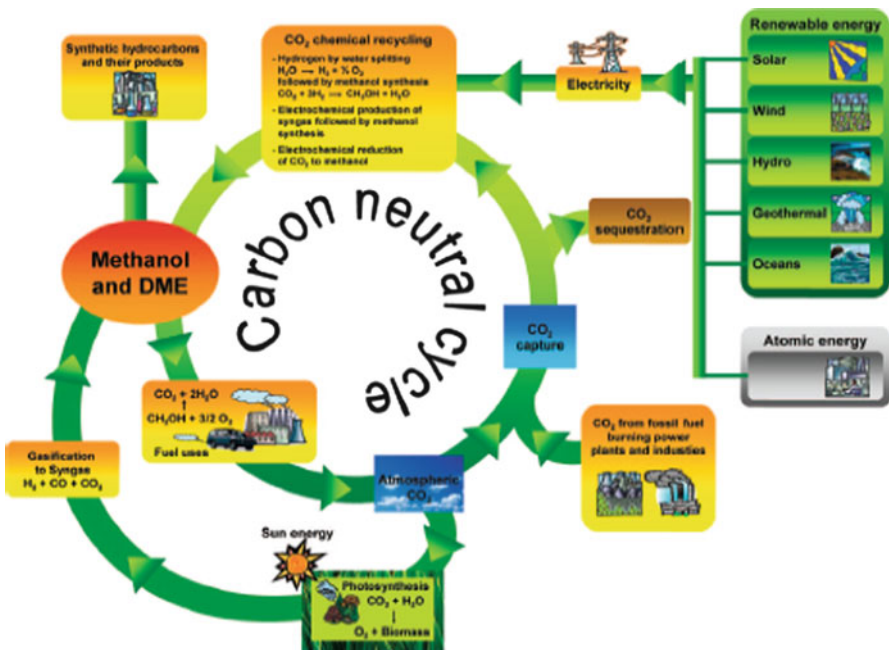 Synthetic hydrocarbons
and their products
CO₂ chemical recycling
- Hydrogen by water splitting
H₂O → H₂ + ½ O₂
followed by methanol synthesis
CO₂ + 3H₂ → CH₃OH + H₂O
- Electrochemical production of
syngas followed by methanol
synthesis
- Electrochemical reduction
of CO₂ to methanol
Electricity
Renewable energy
Solar
Wind
Hydro
Geothermal
Oceans
Atomic energy
CO₂
sequestration
Methanol
and DME
Carbon neutral cycle
CO₂
capture
CO₂ + 2H₂O
↑
CH₃OH + 3/2 O₂
Fuel uses
Gasification
to Syngas
H₂ + CO + CO₂
Atmospheric
CO₂
CO₂ from fossil fuel
burning power
plants and industies
Sun energy
Photosynthesis
CO₂ + H₂O
↓
O₂ + Biomass